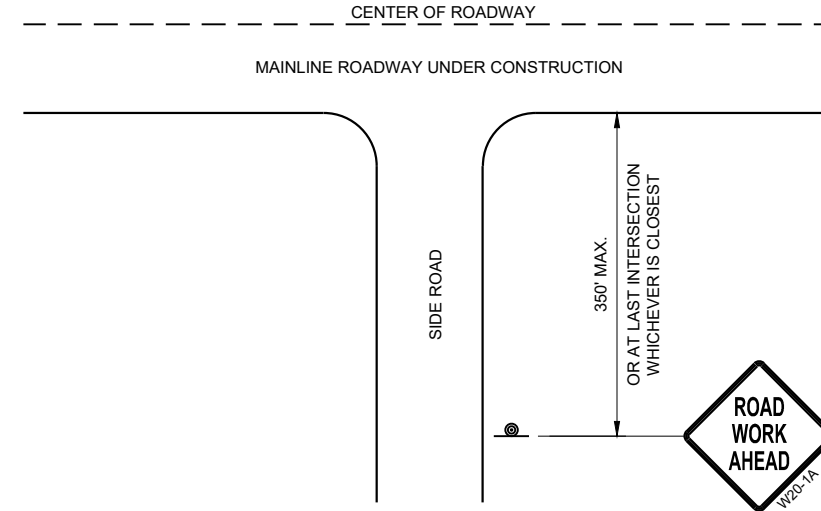 CENTER OF ROADWAY
MAINLINE ROADWAY UNDER CONSTRUCTION
SIDE ROAD
350' MAX.
OR AT LAST INTERSECTION
WHICHEVER IS CLOSEST
ROAD
WORK
AHEAD
W20-1A